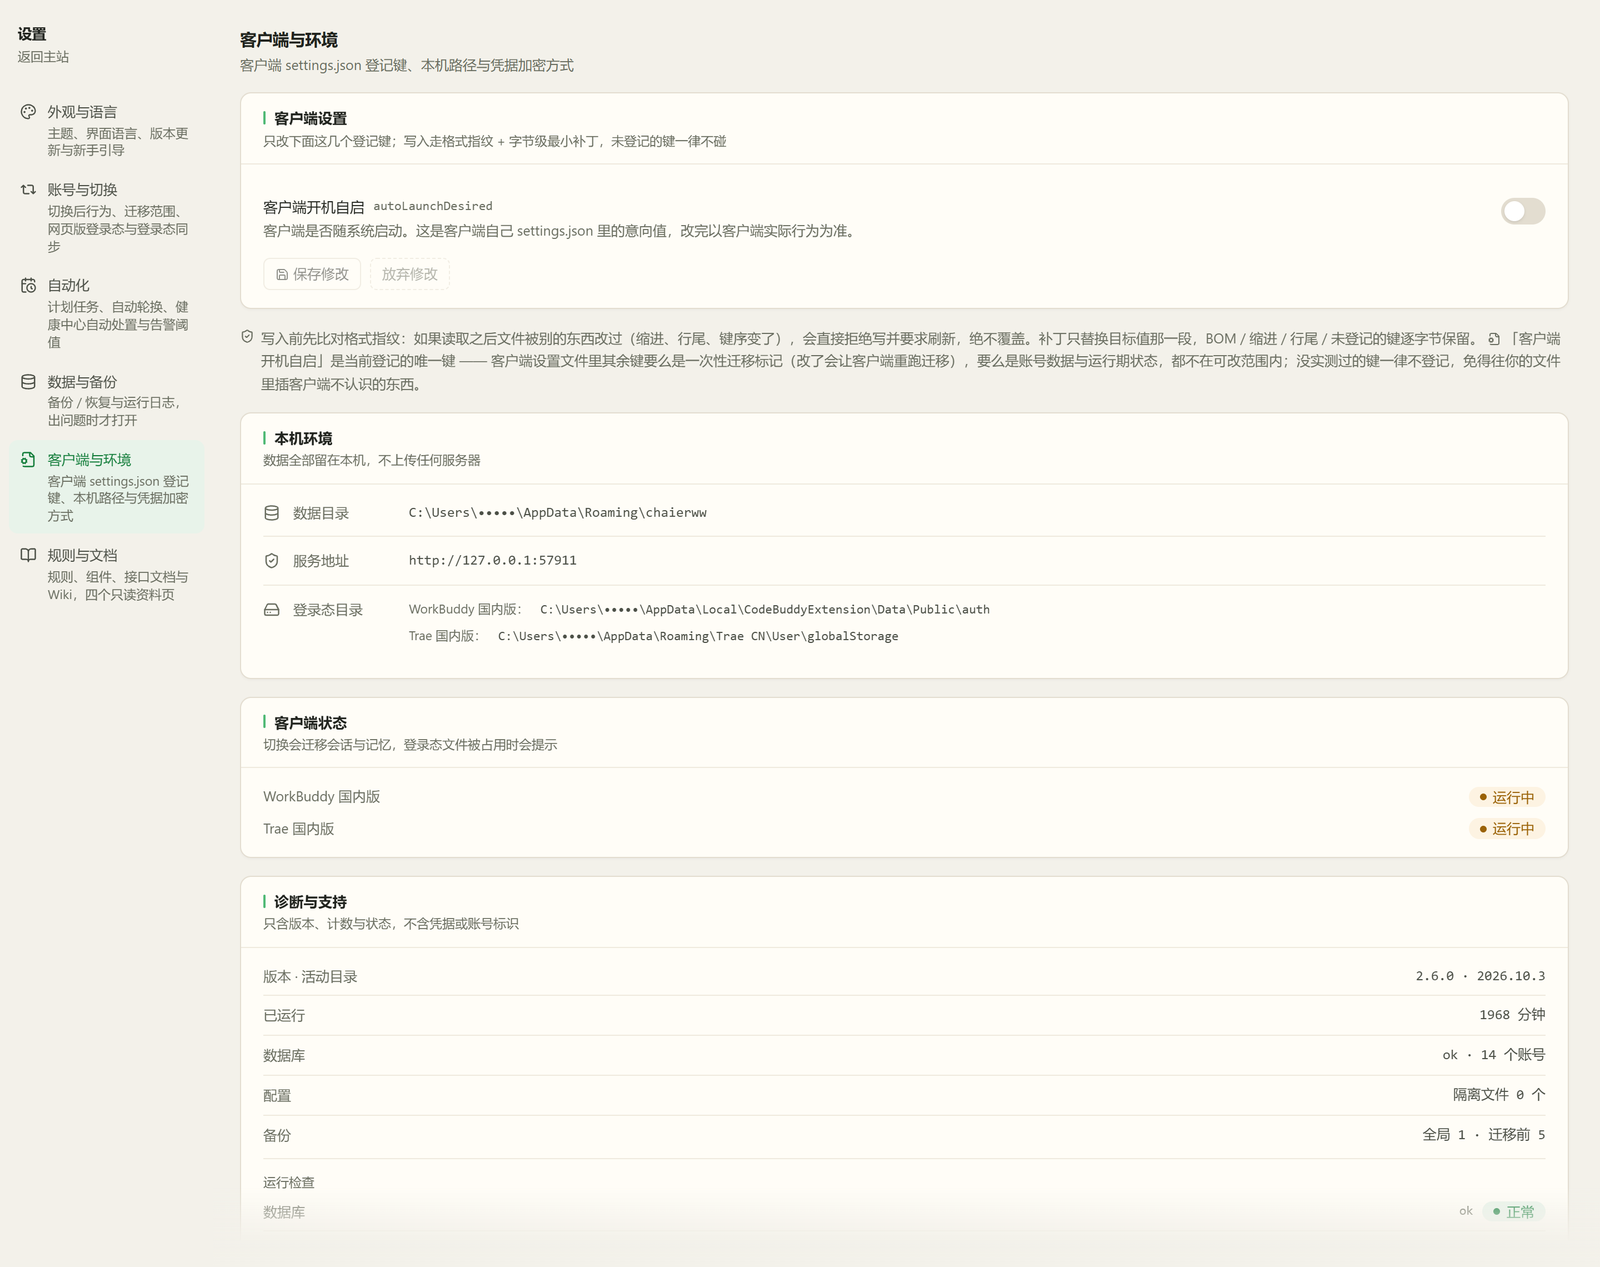 设置
返回主站
外观与语言
主题、界面语言、版本更
新与新手引导
账号与切换
切换后行为、迁移范围、
网页版登录态与登录态同
步
自动化
计划任务、自动轮换、健
康中心自动处置与告警阈
值
数据与备份
备份 / 恢复与运行日志，
出问题时才打开
客户端与环境
客户端 settings.json 登记
键、本机路径与凭据加密
方式
规则与文档
规则、组件、接口文档与
Wiki，四个只读资料页
客户端与环境
客户端 settings.json 登记键、本机路径与凭据加密方式
客户端设置
只改下面这几个登记键；写入走格式指纹 + 字节级最小补丁，未登记的键一律不碰
客户端开机自启 autoLaunchDesired
客户端是否随系统启动。这是客户端自己 settings.json 里的意向值，改完以客户端实际行为为准。
保存修改 放弃修改
写入前先比对格式指纹：如果读取之后文件被别的东西改过（缩进、行尾、键序变了），会直接拒绝写并要求刷新，绝不覆盖。补丁只替换目标值那一段，BOM / 缩进 / 行尾 / 未登记的键逐字节保留。 「客户端
开机自启」是当前登记的唯一键 —— 客户端设置文件里其余键要么是一次性迁移标记（改了会让客户端重跑迁移），要么是账号数据与运行期状态，都不在可改范围内；没实测过的键一律不登记，免得往你的文件
里插客户端不认识的东西。
本机环境
数据全部留在本机，不上传任何服务器
数据目录 C:\Users\•••••\AppData\Roaming\chaierww
服务地址 http://127.0.0.1:57911
登录态目录 WorkBuddy 国内版： C:\Users\•••••\AppData\Local\CodeBuddyExtension\Data\Public\auth
Trae 国内版： C:\Users\•••••\AppData\Roaming\Trae CN\User\globalStorage
客户端状态
切换会迁移会话与记忆，登录态文件被占用时会提示
WorkBuddy 国内版 运行中
Trae 国内版 运行中
诊断与支持
只含版本、计数与状态，不含凭据或账号标识
版本 · 活动目录 2.6.0 · 2026.10.3
已运行 1968 分钟
数据库 ok · 14 个账号
配置 隔离文件 0 个
备份 全局 1 · 迁移前 5
运行检查
数据库 ok 正常